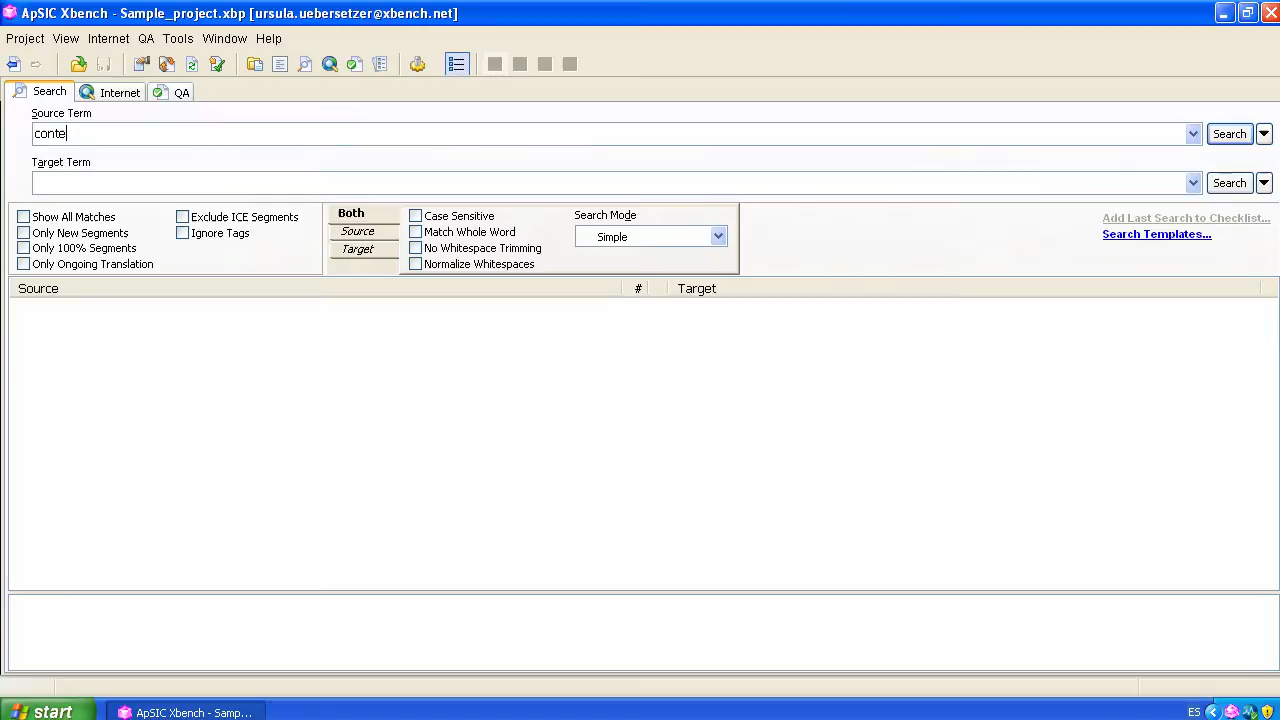 ApSIC Xbench - Sample_project.xbp [ursula.uebersetzer@xbench.net]
Project View Internet QA Tools Window Help
Search Internet QA
Source Term
conte Search
Target Term
Search
Show All Matches Exclude ICE Segments
Only New Segments Ignore Tags
Only 100% Segments
Only Ongoing Translation
Both
Source
Target
Case Sensitive
Match Whole Word
No Whitespace Trimming
Normalize Whitespaces
Search Mode
Simple
Add Last Search to Checklist...
Search Templates...
Source # Target
start ApSIC Xbench - Samp... ES